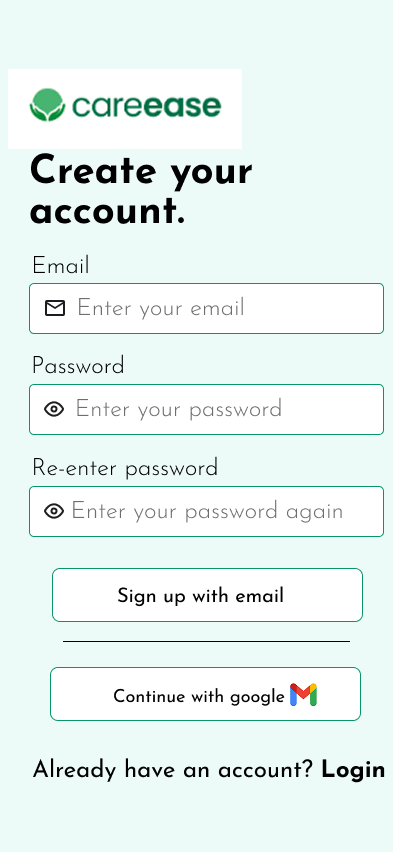 careease
Create your
account.
Email
Enter your email
Password
Enter your password
Re-enter password
Enter your password again
Sign up with email
Continue with google
Already have an account? Login